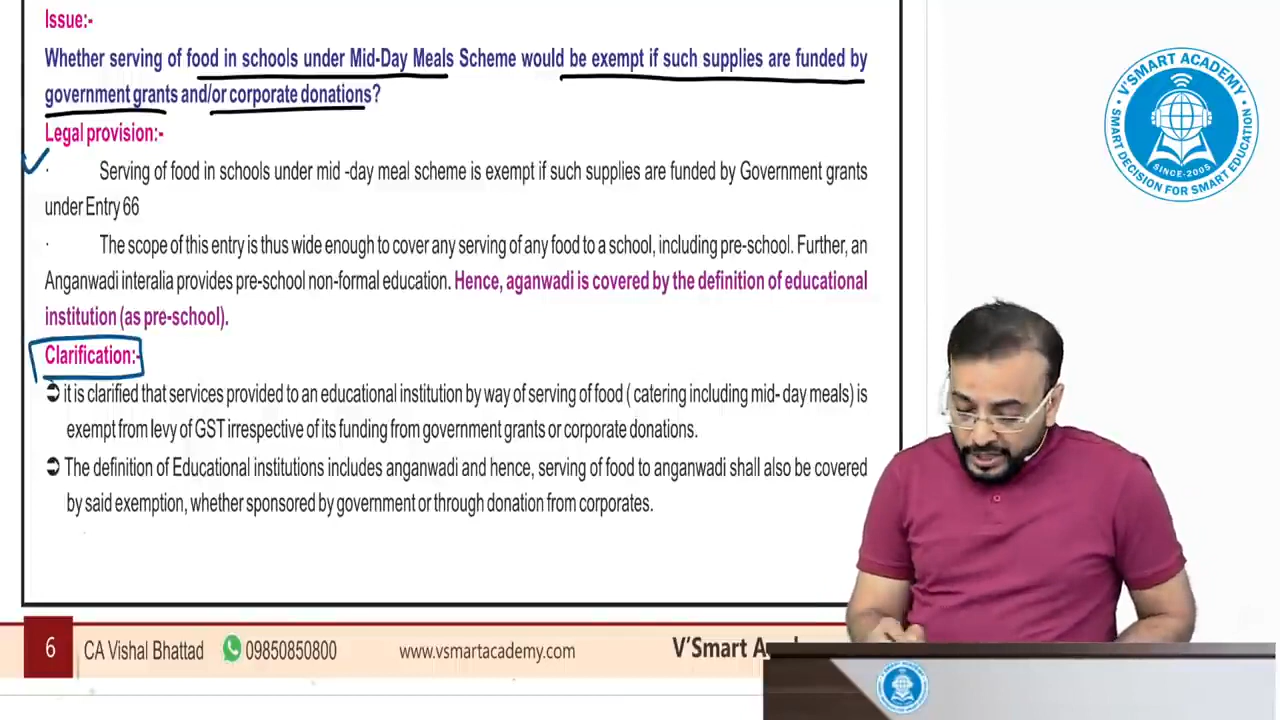 Issue:-
Whether serving of food in schools under Mid-Day Meals Scheme would be exempt if such supplies are funded by
government grants and/or corporate donations?
Legal provision:-
· Serving of food in schools under mid -day meal scheme is exempt if such supplies are funded by Government grants
under Entry 66
· The scope of this entry is thus wide enough to cover any serving of any food to a school, including pre-school. Further, an
Anganwadi interalia provides pre-school non-formal education. Hence, aganwadi is covered by the definition of educational
institution (as pre-school).
Clarification:-
➲ it is clarified that services provided to an educational institution by way of serving of food ( catering including mid- day meals) is
exempt from levy of GST irrespective of its funding from government grants or corporate donations.
➲ The definition of Educational institutions includes anganwadi and hence, serving of food to anganwadi shall also be covered
by said exemption, whether sponsored by government or through donation from corporates.
6 CA Vishal Bhattad 09850850800 www.vsmartacademy.com V'Smart
V'SMART ACADEMY
SMART DECISION FOR SMART EDUCATION
SINCE-2005